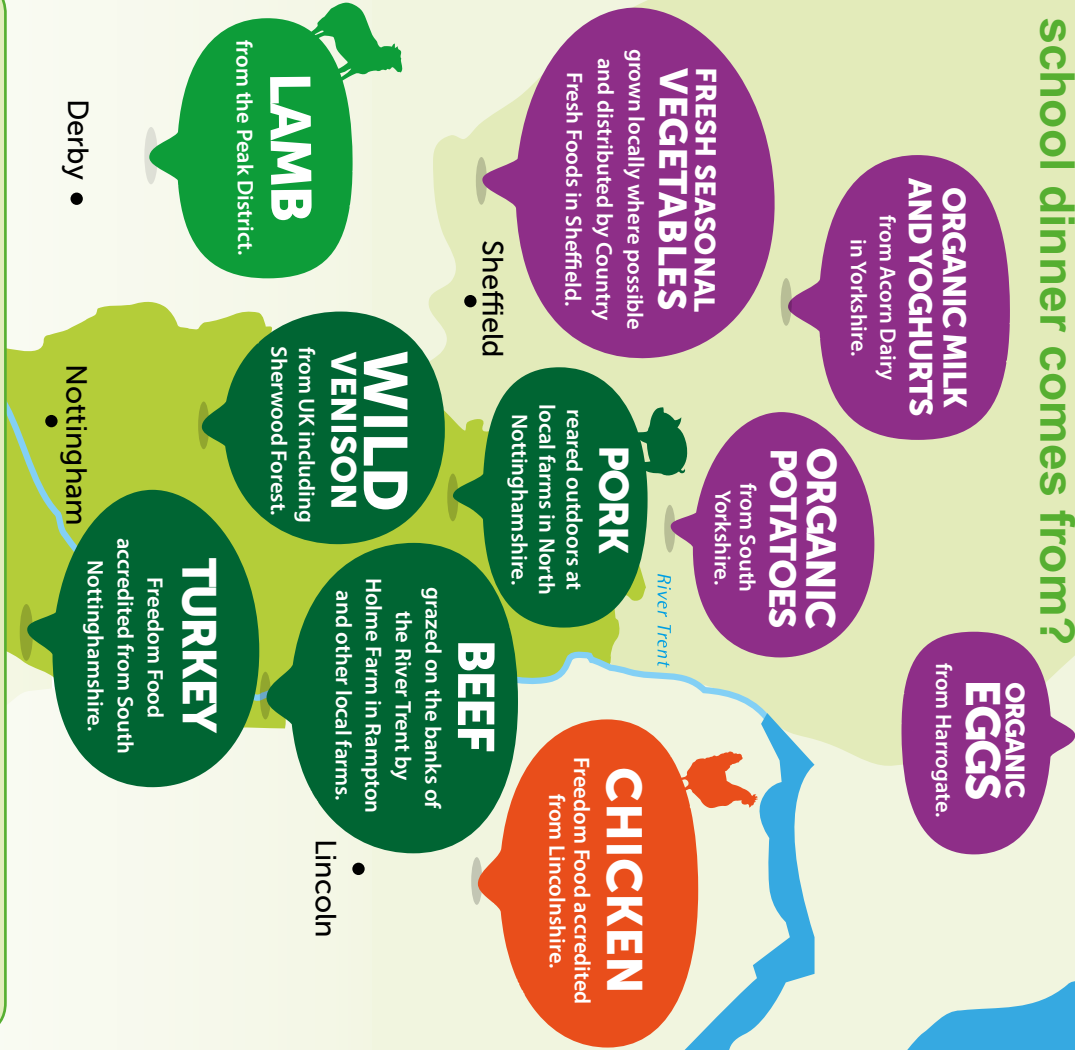 school dinner comes from?
ORGANIC MILK
AND YOGHURTS
from Acorn Dairy
in Yorkshire.
ORGANIC
EGGS
from Harrogate.
FRESH SEASONAL
VEGETABLES
grown locally where possible
and distributed by Country
Fresh Foods in Sheffield.
ORGANIC
POTATOES
from South
Yorkshire.
River Trent
Sheffield
PORK
reared outdoors at
local farms in North
Nottinghamshire.
CHICKEN
Freedom Food accredited
from Lincolnshire.
LAMB
from the Peak District.
WILD
VENISON
from UK including
Sherwood Forest.
BEEF
grazed on the banks of
the River Trent by
Holme Farm in Rampton
and other local farms.
Lincoln
Derby
Nottingham
TURKEY
Freedom Food
accredited from South
Nottinghamshire.